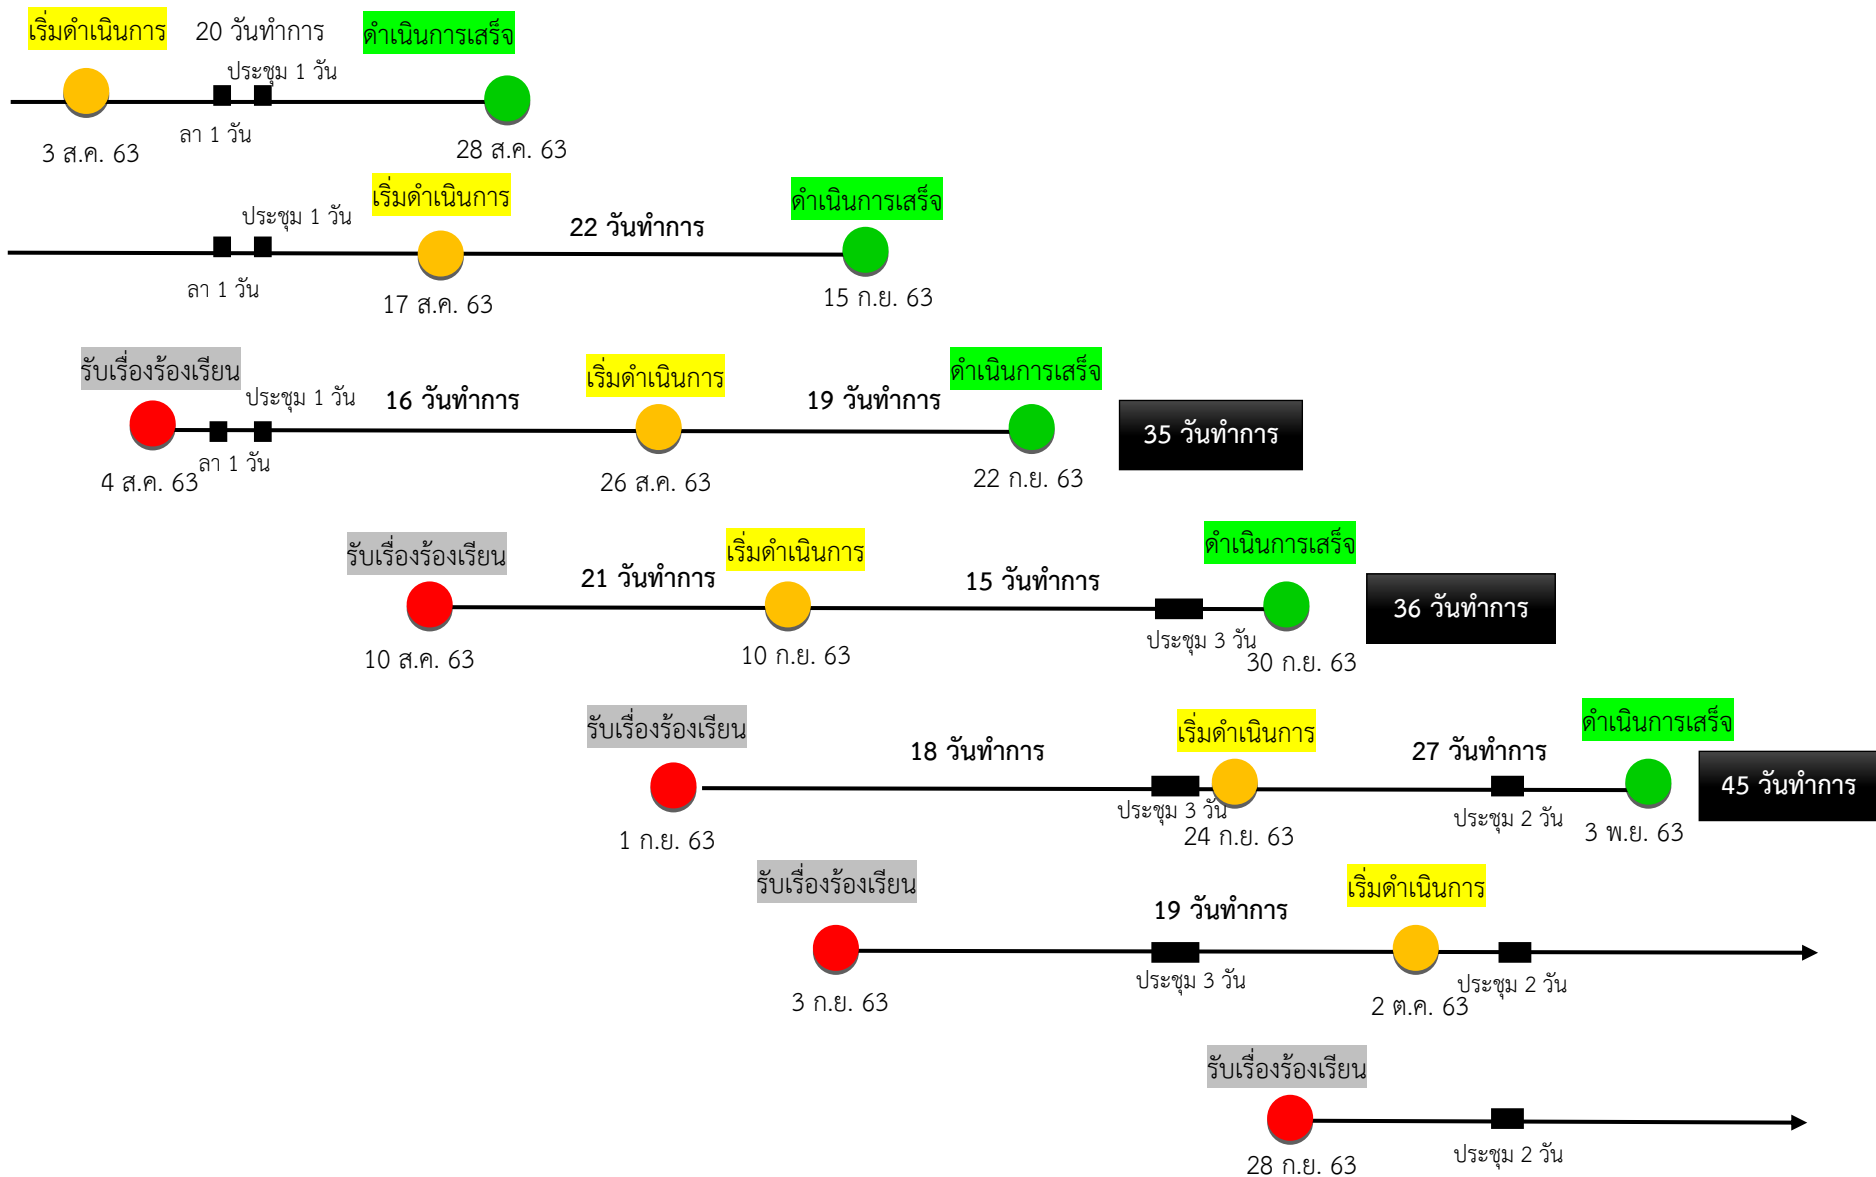 เริ่มดำเนินการ 20 วันทำการ ดำเนินการเสร็จ
ประชุม 1 วัน
ลา 1 วัน
3 ส.ค. 63 28 ส.ค. 63
เริ่มดำเนินการ ดำเนินการเสร็จ
ประชุม 1 วัน 22 วันทำการ
ลา 1 วัน
17 ส.ค. 63 15 ก.ย. 63
รับเรื่องร้องเรียน เริ่มดำเนินการ ดำเนินการเสร็จ
ประชุม 1 วัน 16 วันทำการ 19 วันทำการ
35 วันทำการ
ลา 1 วัน
4 ส.ค. 63 26 ส.ค. 63 22 ก.ย. 63
รับเรื่องร้องเรียน เริ่มดำเนินการ ดำเนินการเสร็จ
21 วันทำการ 15 วันทำการ
36 วันทำการ
ประชุม 3 วัน
10 ส.ค. 63 10 ก.ย. 63 30 ก.ย. 63
รับเรื่องร้องเรียน เริ่มดำเนินการ ดำเนินการเสร็จ
18 วันทำการ 27 วันทำการ
45 วันทำการ
ประชุม 3 วัน ประชุม 2 วัน
1 ก.ย. 63 24 ก.ย. 63 3 พ.ย. 63
รับเรื่องร้องเรียน เริ่มดำเนินการ
19 วันทำการ
ประชุม 3 วัน ประชุม 2 วัน
3 ก.ย. 63 2 ต.ค. 63
รับเรื่องร้องเรียน
ประชุม 2 วัน
28 ก.ย. 63